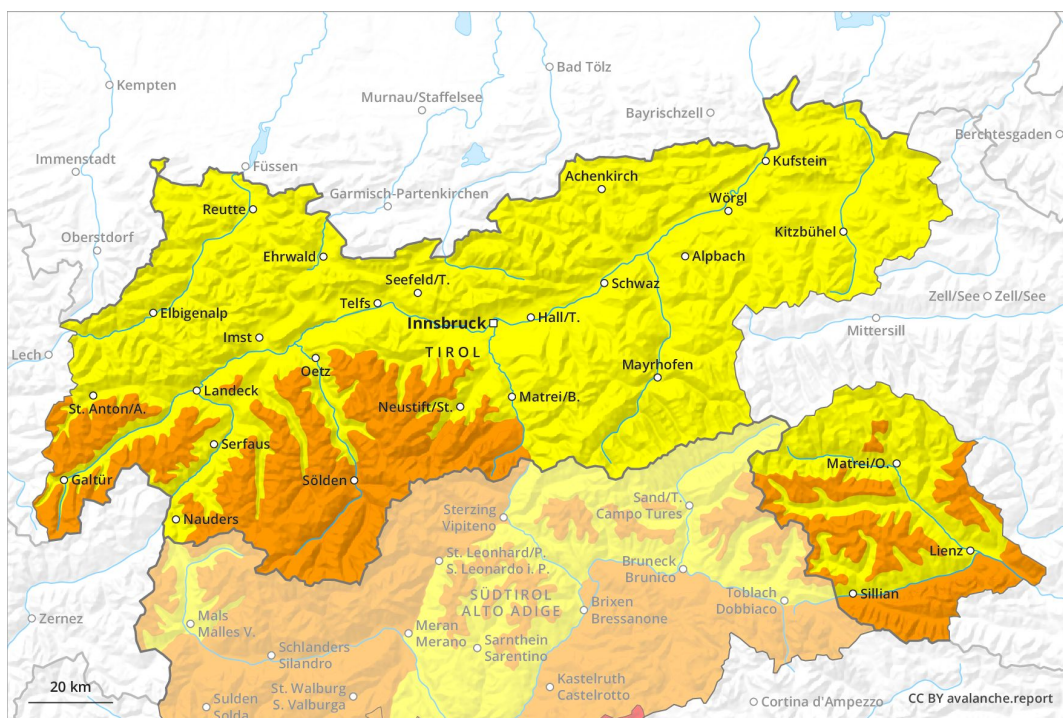 Bad Tölz
Kempten
Murnau/Staffelsee
Bayrischzell
Berchtesgaden
Immenstadt
Füssen
Kufstein
Achenkirch
Garmisch-Partenkirchen
Wörgl
Reutte
Kitzbühel
Oberstdorf
Ehrwald
Alpbach
Seefeld/T.
Schwaz
Zell/See
Zell/See
Telfs
Elbigenalp
Innsbruck
Hall/T.
Mittersill
Imst
Lech
TIROL
Oetz
Mayrhofen
Landeck
Matrei/B.
St. Anton/A.
Neustift/St.
Serfaus
Matrei/O.
Galtür
Sölden
Sand/T.
Campo Tures
Nauders
Sterzing
Vipiteno
Lienz
St. Leonhard/P.
S. Leonardo i. P.
Bruneck
Brunico
SÜDTIROL
ALTO ADIGE
Sillian
Toblach
Dobbiaco
Brixen
Bressanone
Zernez
Mals
Malles V.
Meran
Merano
Sarnthein
Sarentino
Schlanders
Silandro
Kastelruth
Castelrotto
20 km
St. Walburg
S. Valburga
Sulden
Solda
Cortina d'Ampezzo
CC BY avalanche.report